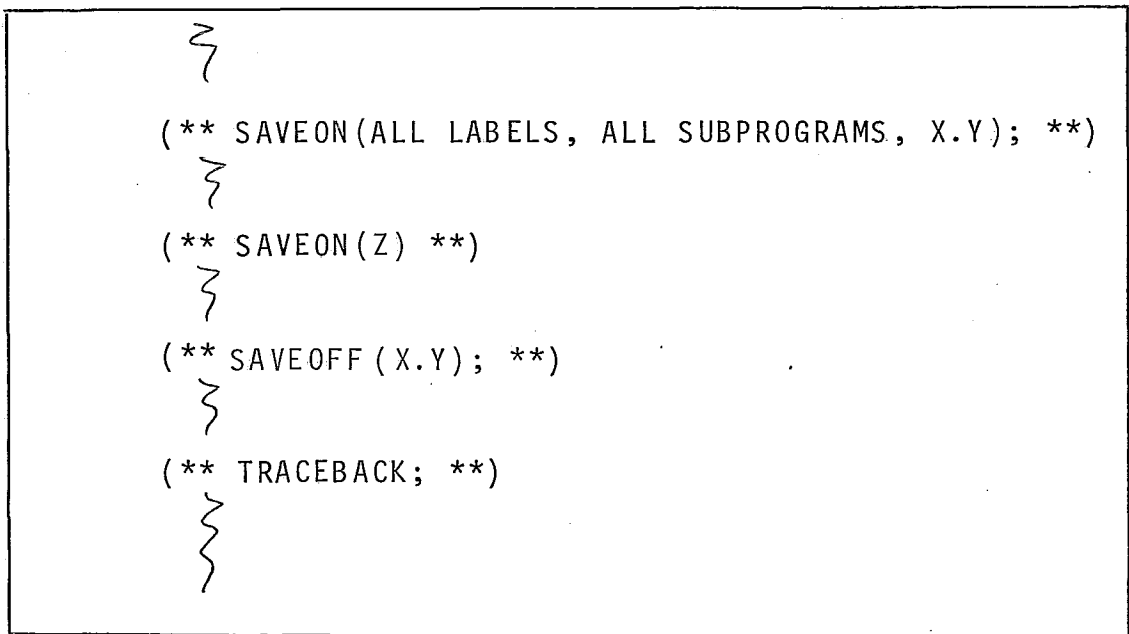 (** SAVEON(ALL LABELS, ALL SUBPROGRAMS, X.Y); **)
(** SAVEON(Z) **)
(** SAVEOFF(X.Y); **)
(** TRACEBACK; **)